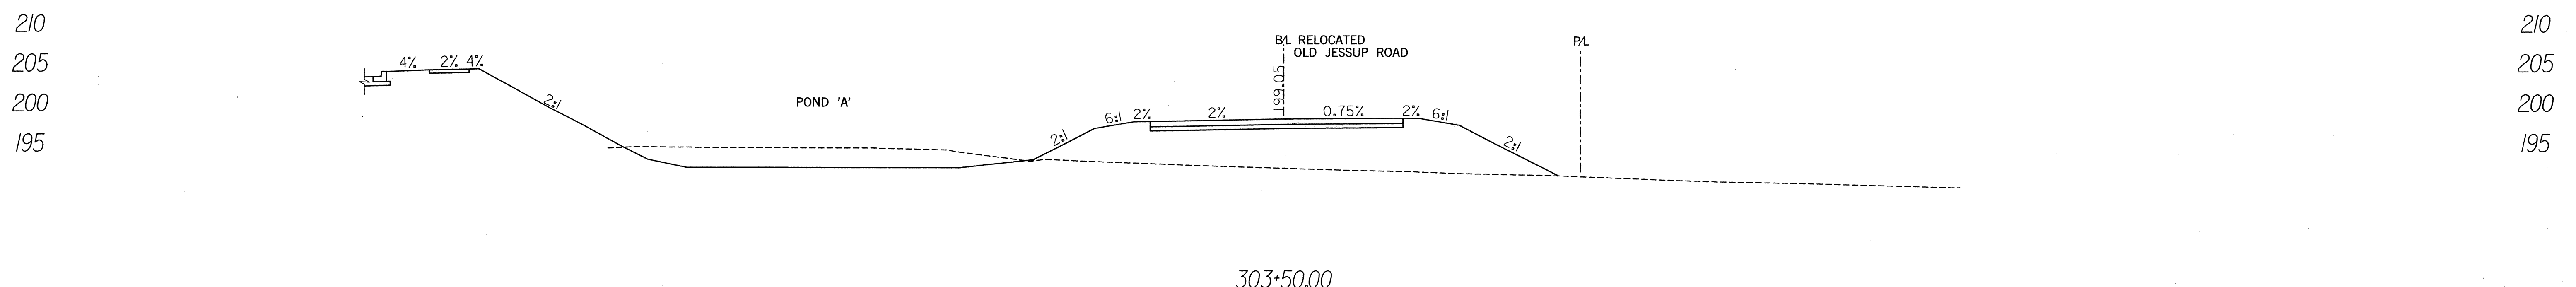 210
210
B/L RELOCATED
OLD JESSUP ROAD
P/L
205
4% 2% 4%
205
199.05
200
2:1
POND 'A'
6:1 2% 2% 0.75% 2% 6:1
200
195
2:1
2:1
195
303+50.00